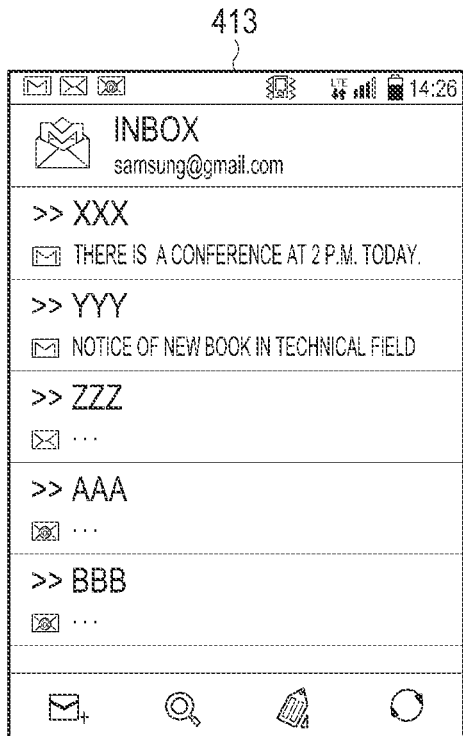 413
LTE 14:26
INBOX
samsung@gmail.com
>> XXX
THERE IS A CONFERENCE AT 2 P.M. TODAY.
>> YYY
NOTICE OF NEW BOOK IN TECHNICAL FIELD
>> ZZZ
...
>> AAA
...
>> BBB
...